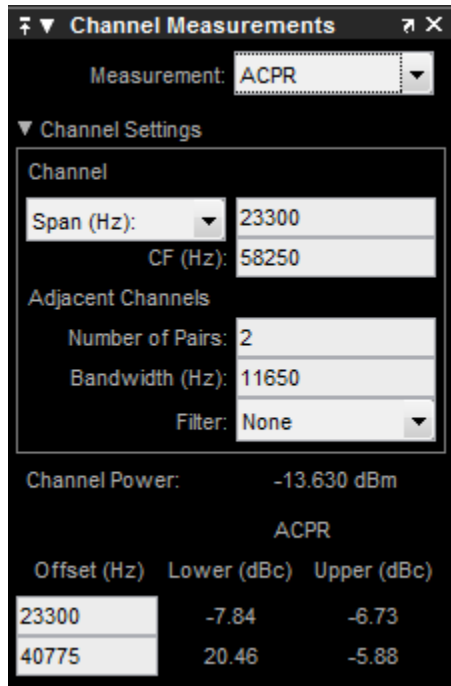 Channel Measurements
Measurement: ACPR
Channel Settings
Channel
Span (Hz): 23300
CF (Hz): 58250
Adjacent Channels
Number of Pairs: 2
Bandwidth (Hz): 11650
Filter: None
Channel Power: -13.630 dBm
ACPR
Offset (Hz) Lower (dBc) Upper (dBc)
23300 -7.84 -6.73
40775 20.46 -5.88